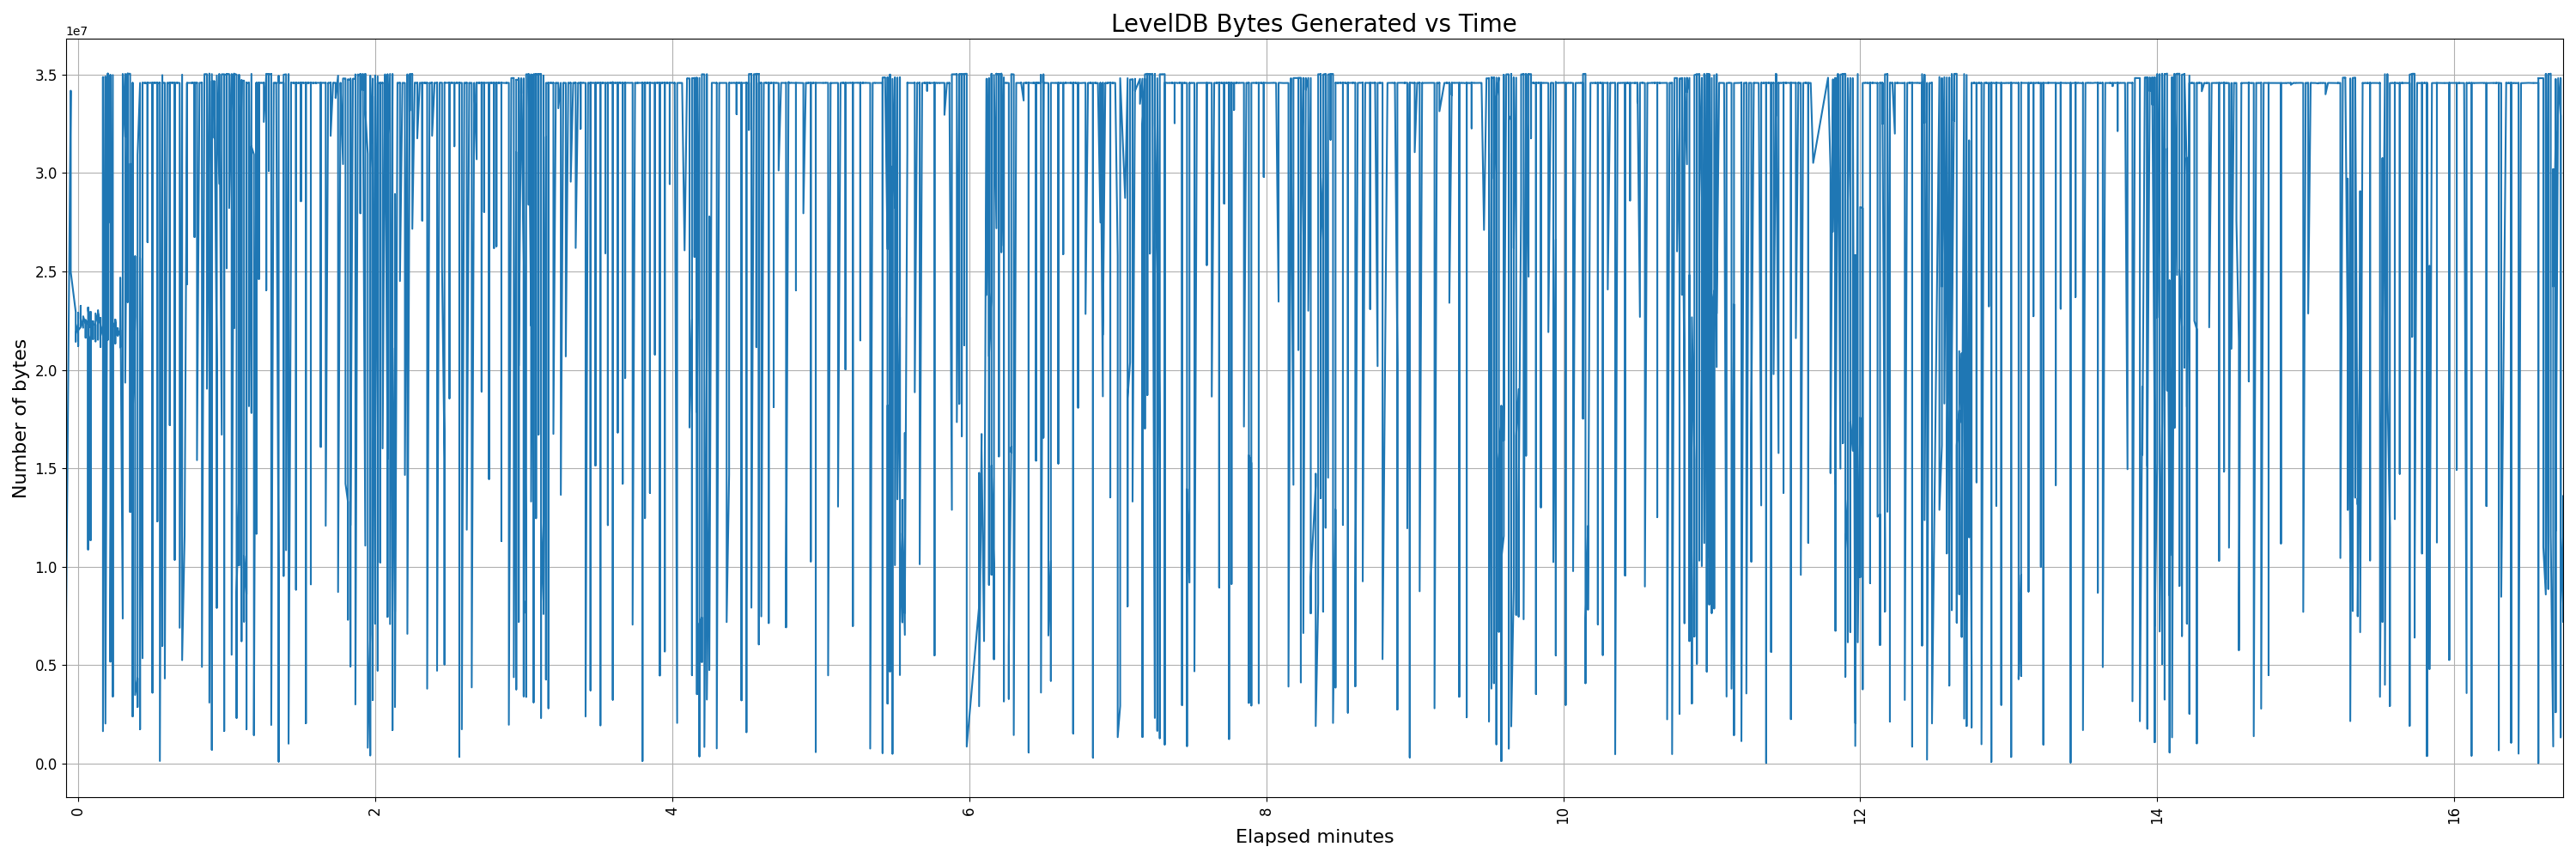 LevelDB Bytes Generated vs Time
1e7
3.5
3.0
2.5
2.0
1.5
1.0
0.5
0.0
Number of bytes
0 2 4 6 8 10 12 14 16
Elapsed minutes